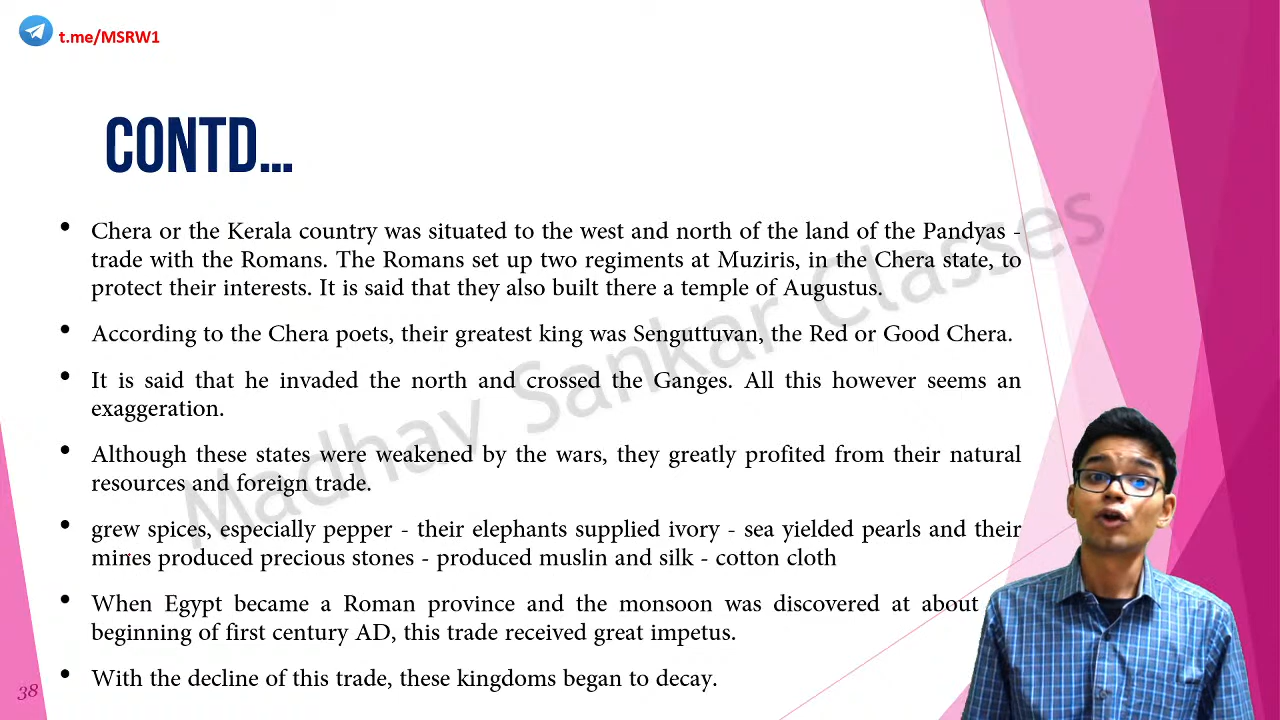 t.me/MSRW1
CONTD...
• Chera or the Kerala country was situated to the west and north of the land of the Pandyas -
trade with the Romans. The Romans set up two regiments at Muziris, in the Chera state, to
protect their interests. It is said that they also built there a temple of Augustus.
• According to the Chera poets, their greatest king was Senguttuvan, the Red or Good Chera.
• It is said that he invaded the north and crossed the Ganges. All this however seems an
exaggeration.
• Although these states were weakened by the wars, they greatly profited from their natural
resources and foreign trade.
• grew spices, especially pepper - their elephants supplied ivory - sea yielded pearls and their
mines produced precious stones - produced muslin and silk - cotton cloth
• When Egypt became a Roman province and the monsoon was discovered at about
beginning of first century AD, this trade received great impetus.
• With the decline of this trade, these kingdoms began to decay.
38
Madhav Sankar Classes